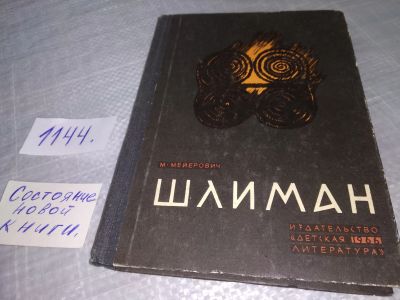 1144.
Состояние
новой
книги.
М. МЕЙЕРОВИЧ
ШЛИМАН
ИЗДАТЕЛЬСТВО
«ДЕТСКАЯ 1966
ЛИТЕРАТУРА»